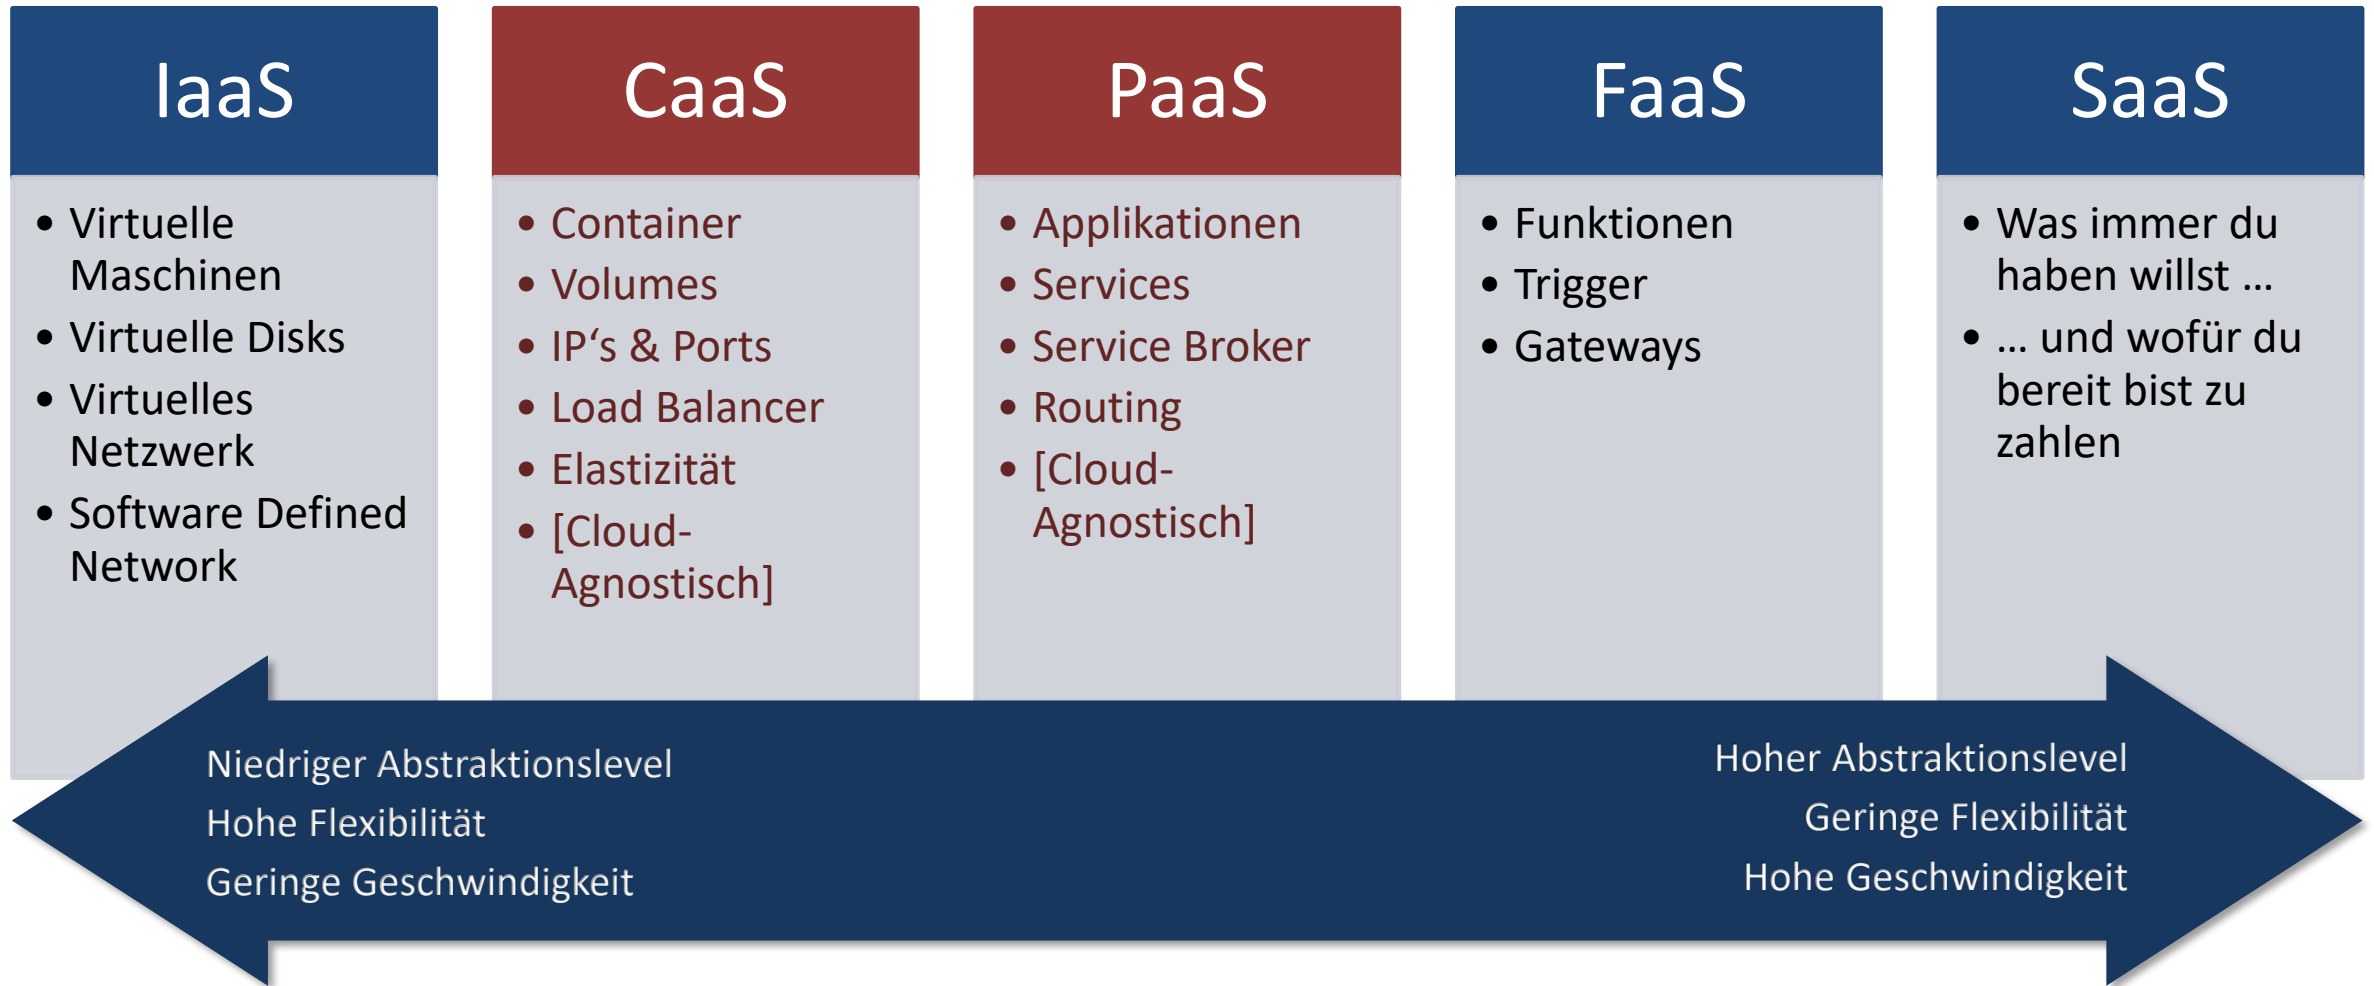 IaaS
• Virtuelle
Maschinen
• Virtuelle Disks
• Virtuelles
Netzwerk
• Software Defined
Network
CaaS
• Container
• Volumes
• IP‘s & Ports
• Load Balancer
• Elastizität
• [Cloud-
Agnostisch]
PaaS
• Applikationen
• Services
• Service Broker
• Routing
• [Cloud-
Agnostisch]
FaaS
• Funktionen
• Trigger
• Gateways
SaaS
• Was immer du
haben willst …
• … und wofür du
bereit bist zu
zahlen
Niedriger Abstraktionslevel
Hohe Flexibilität
Geringe Geschwindigkeit
Hoher Abstraktionslevel
Geringe Flexibilität
Hohe Geschwindigkeit